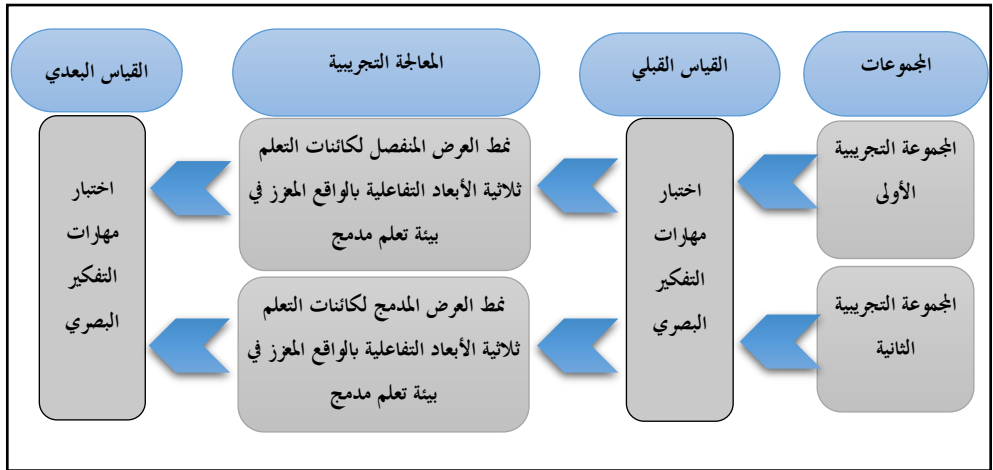 المجموعات
القياس القبلي
المعالجة التجريبية
القياس البعدي
المجموعة التجريبية
الأولى
اختبار
مهارات
التفكير
البصري
نمط العرض المنفصل لكائنات التعلم
ثلاثية الأبعاد التفاعلية بالواقع المعزز في
بيئة تعلم مدمج
اختبار
مهارات
التفكير
البصري
المجموعة التجريبية
الثانية
نمط العرض المدمج لكائنات التعلم
ثلاثية الأبعاد التفاعلية بالواقع المعزز في
بيئة تعلم مدمج